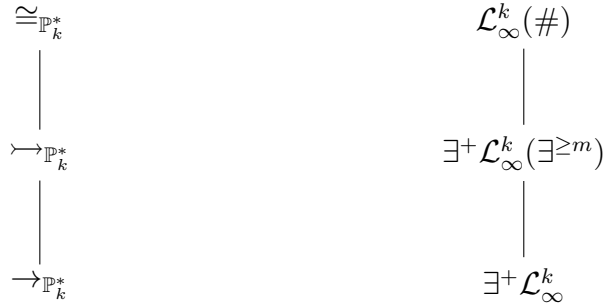 ≅_{ℙ_k^*} 𝓛_∞^k(#)
↣_{ℙ_k^*} ∃^+𝓛_∞^k(∃^{≥m})
→_{ℙ_k^*} ∃^+𝓛_∞^k